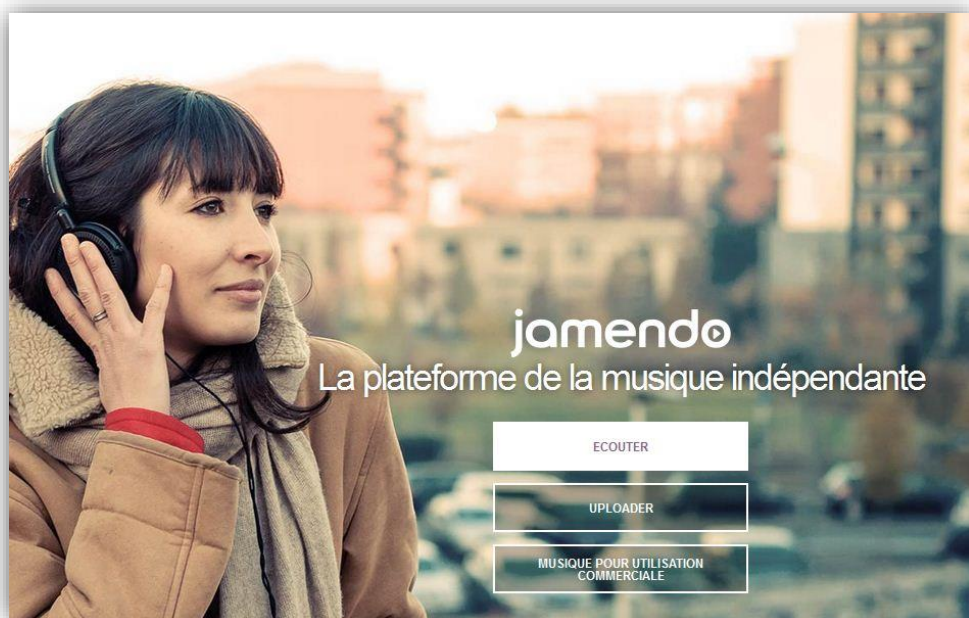 jamendo
La plateforme de la musique indépendante
ECOUTER
UPLOADER
MUSIQUE POUR UTILISATION
COMMERCIALE